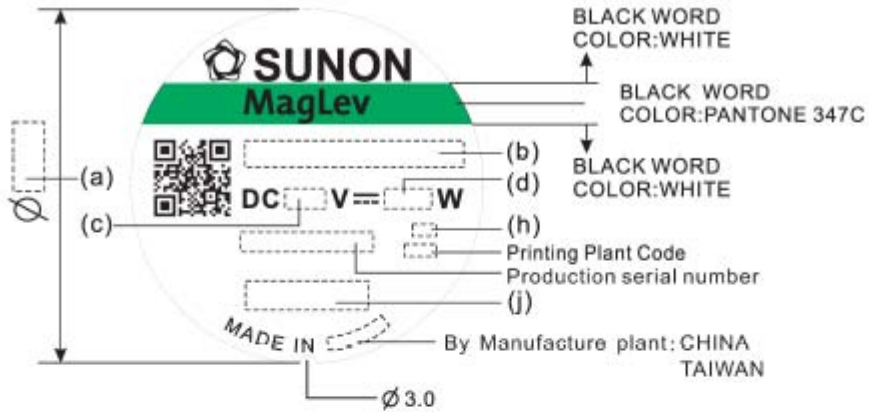 BLACK WORD
COLOR:WHITE
SUNON
MagLev
BLACK WORD
COLOR:PANTONE 347C
(a)
(b)
BLACK WORD
COLOR:WHITE
(d)
DC V W
(c)
(h)
Printing Plant Code
Production serial number
(j)
MADE IN
By Manufacture plant: CHINA
TAIWAN
Ø
Ø 3.0